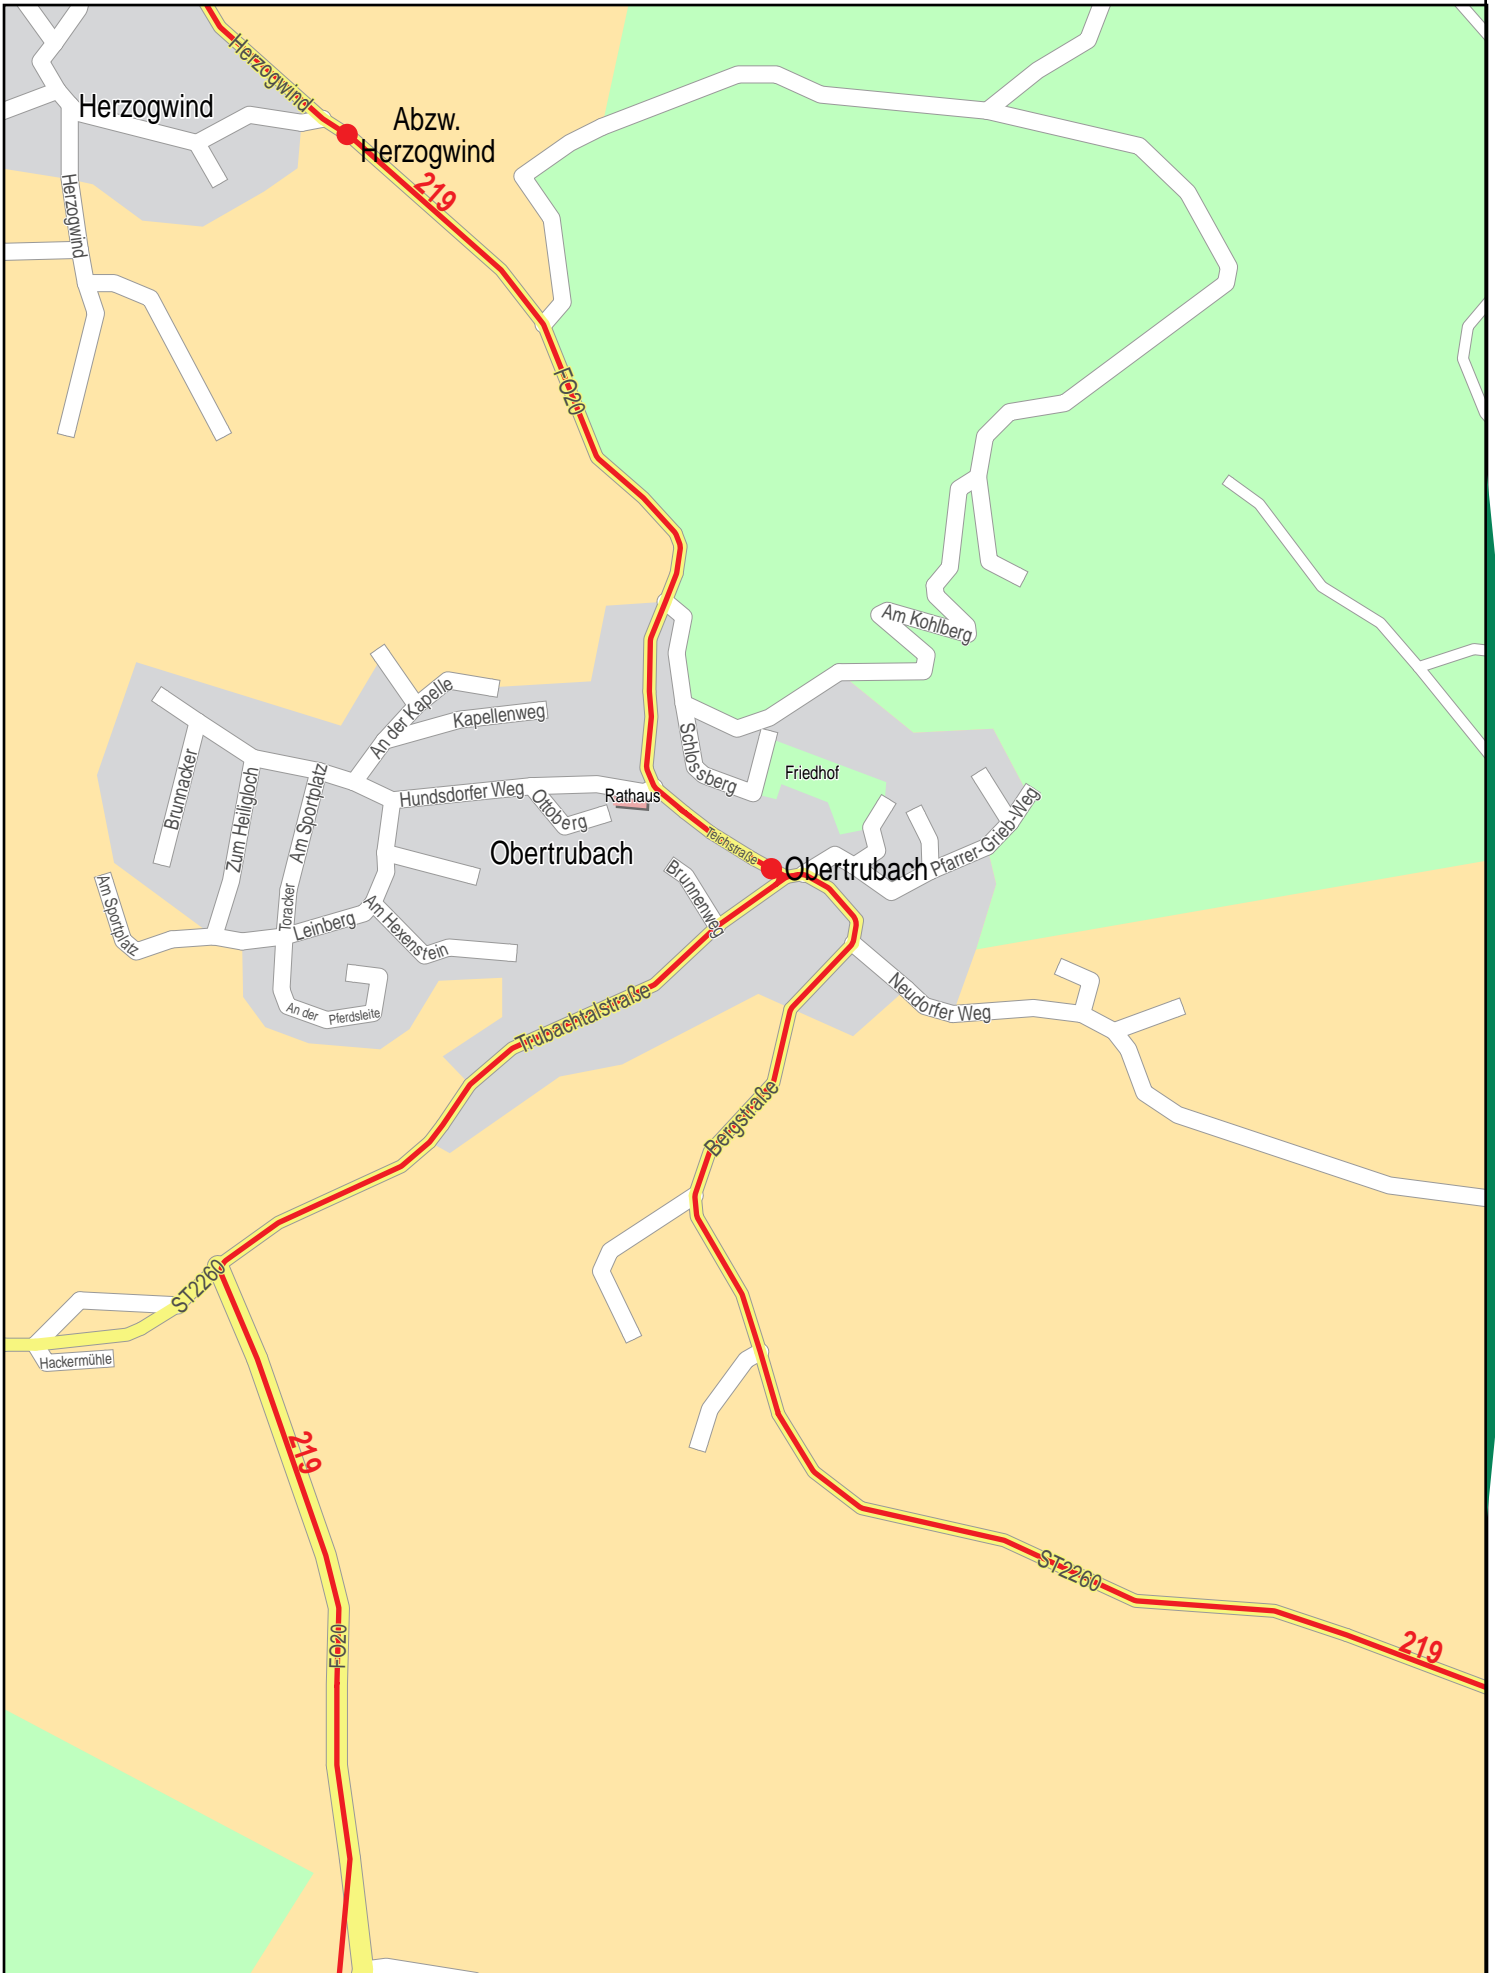 Herzogwind
Herzogwind
Abzw.
Herzogwind
219
Herzogwind
FO20
Am Kohlberg
An der Kapelle
Kapellenweg
Schlossberg
Friedhof
Brunnacker
Zum Heiligloch
Am Sportplatz
Hundsdorfer Weg
Ottoberg
Rathaus
Teichstraße
Pfarrer-Grieb-Weg
Obertrubach
Obertrubach
Brunnenweg
Am Sportplatz
Toracker
Leinberg
Am Hexenstein
An der Pferdsleite
Neudorfer Weg
Trubachtalstraße
Bergstraße
ST2260
Hackermühle
219
ST2260
FO20
219